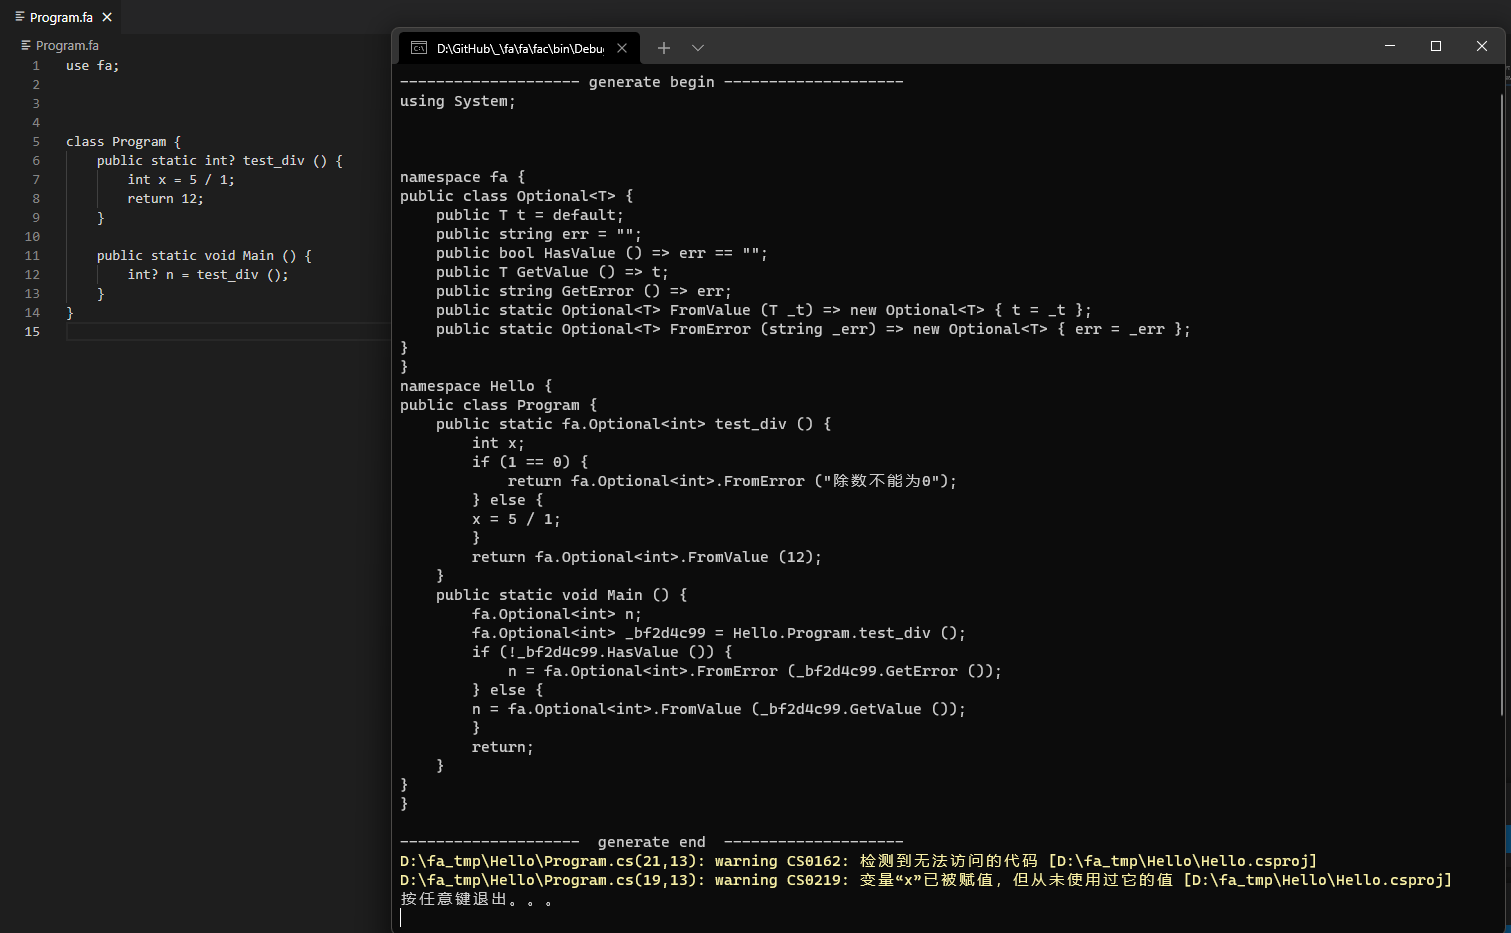 Program.fa
Program.fa
1 use fa;
2
3
4
5 class Program {
6     public static int? test_div () {
7         int x = 5 / 1;
8         return 12;
9     }
10
11     public static void Main () {
12         int? n = test_div ();
13     }
14 }
15
D:\GitHub\_\fa\fa\fac\bin\Debu
-------------------- generate begin --------------------
using System;



namespace fa {
public class Optional<T> {
    public T t = default;
    public string err = "";
    public bool HasValue () => err == "";
    public T GetValue () => t;
    public string GetError () => err;
    public static Optional<T> FromValue (T _t) => new Optional<T> { t = _t };
    public static Optional<T> FromError (string _err) => new Optional<T> { err = _err };
}
}
namespace Hello {
public class Program {
    public static fa.Optional<int> test_div () {
        int x;
        if (1 == 0) {
            return fa.Optional<int>.FromError ("除数不能为0");
        } else {
        x = 5 / 1;
        }
        return fa.Optional<int>.FromValue (12);
    }
    public static void Main () {
        fa.Optional<int> n;
        fa.Optional<int> _bf2d4c99 = Hello.Program.test_div ();
        if (!_bf2d4c99.HasValue ()) {
            n = fa.Optional<int>.FromError (_bf2d4c99.GetError ());
        } else {
        n = fa.Optional<int>.FromValue (_bf2d4c99.GetValue ());
        }
        return;
    }
}
}

--------------------  generate end  --------------------
D:\fa_tmp\Hello\Program.cs(21,13): warning CS0162: 检测到无法访问的代码 [D:\fa_tmp\Hello\Hello.csproj]
D:\fa_tmp\Hello\Program.cs(19,13): warning CS0219: 变量“x”已被赋值，但从未使用过它的值 [D:\fa_tmp\Hello\Hello.csproj]
按任意键退出。。。